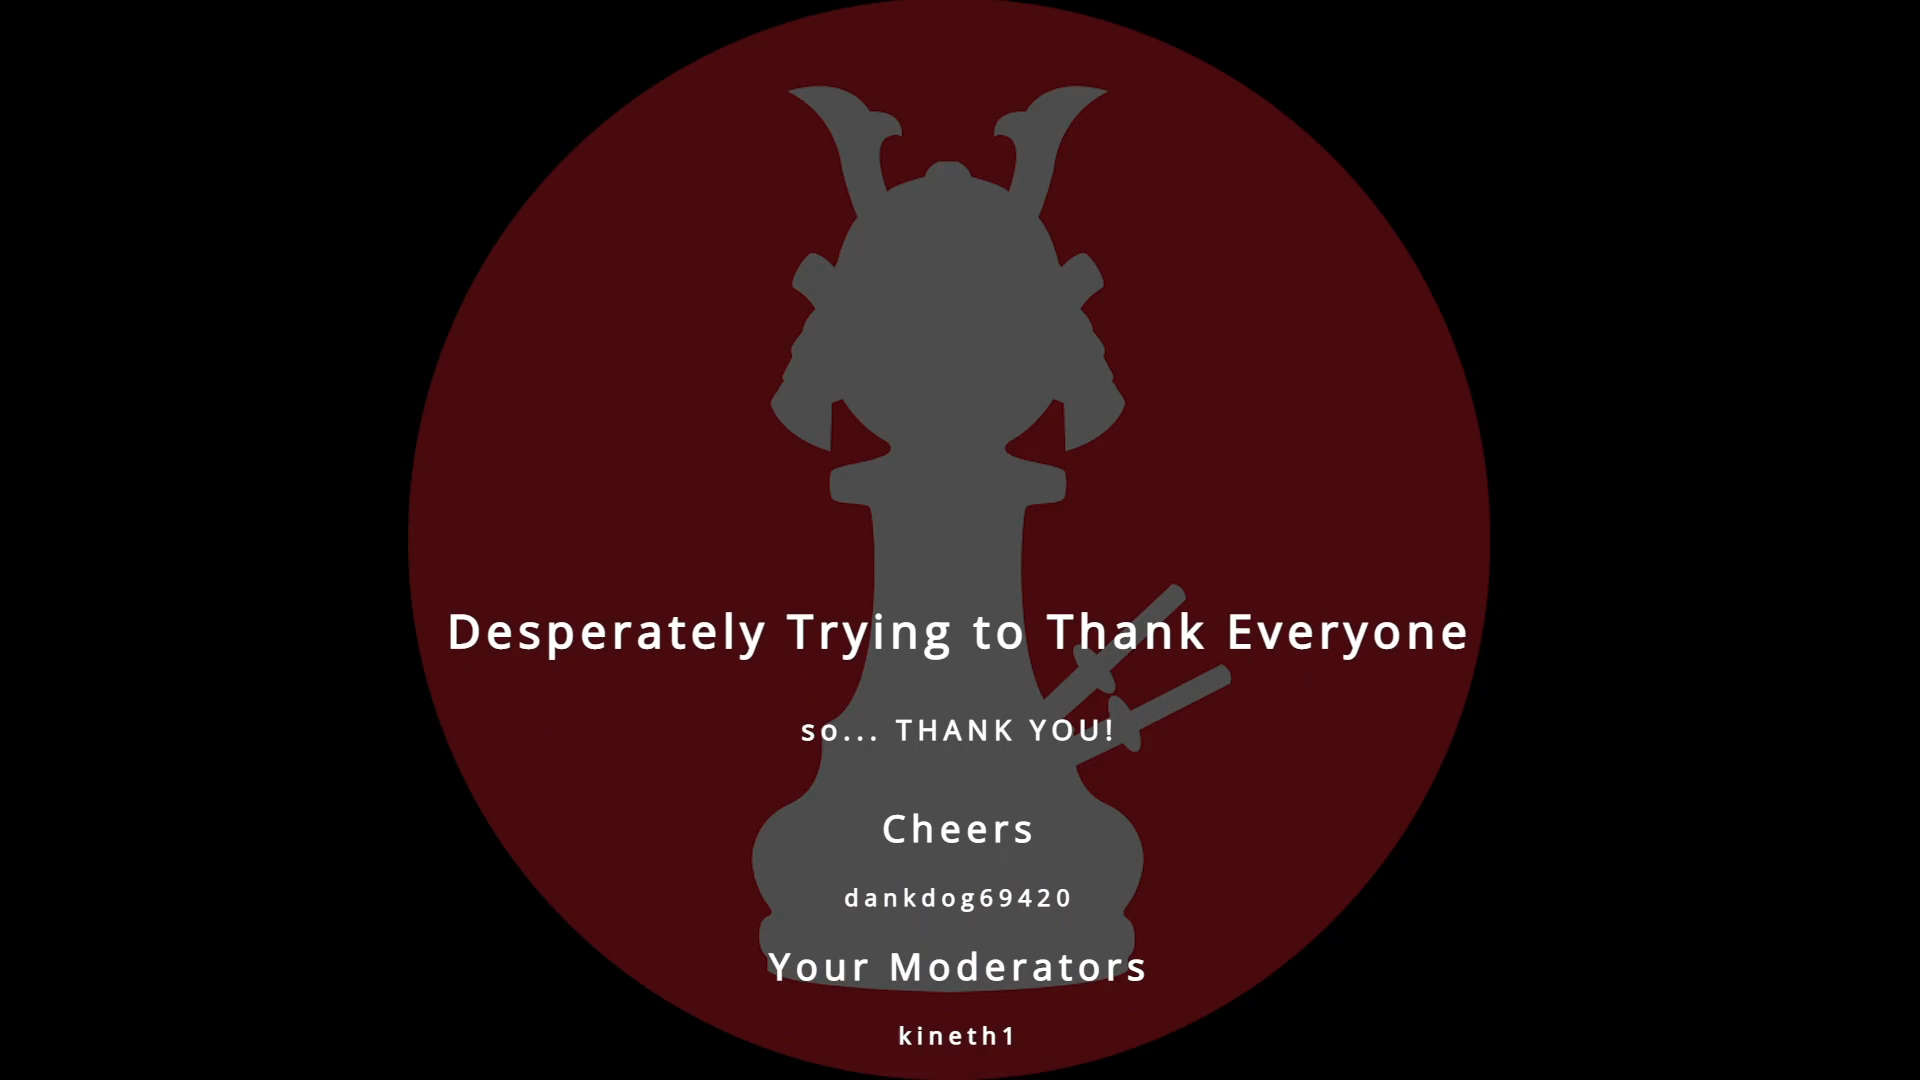 Desperately Trying to Thank Everyone
so... THANK YOU!
Cheers
dankdog69420
Your Moderators
kineth1